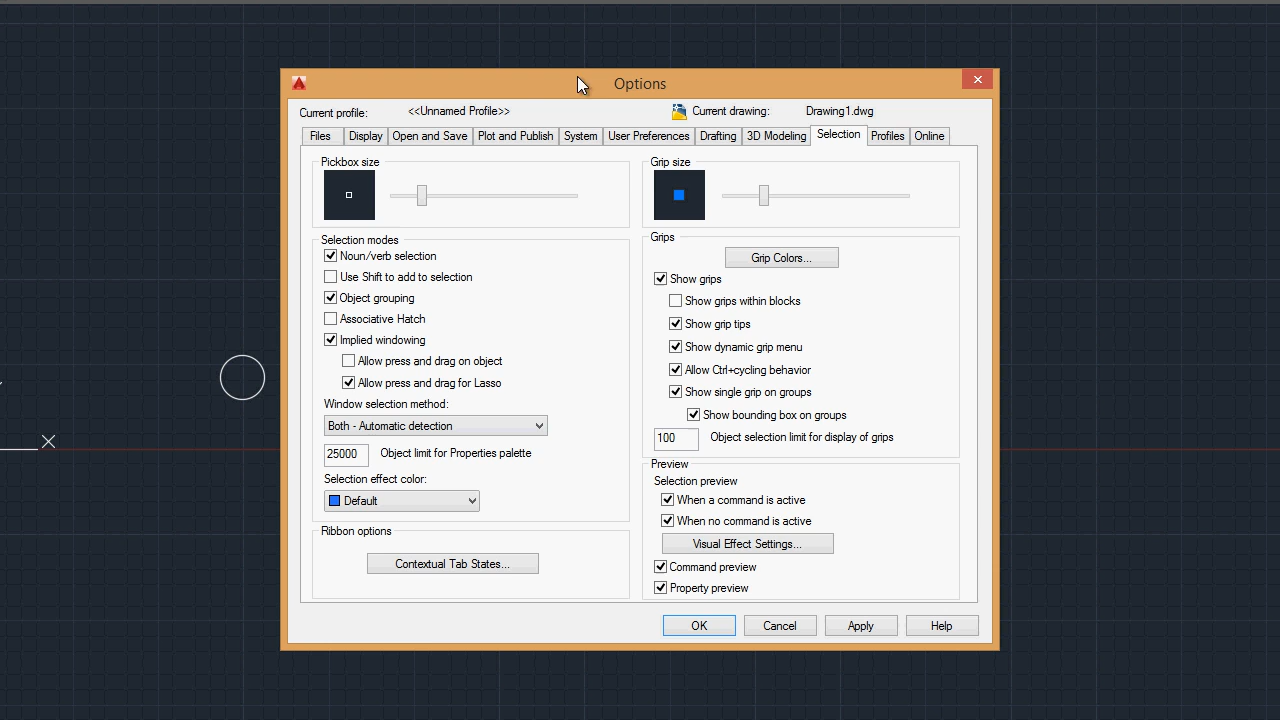 Options
Current profile:
<<Unnamed Profile>>
Current drawing:
Drawing1.dwg
Files
Display
Open and Save
Plot and Publish
System
User Preferences
Drafting
3D Modeling
Selection
Profiles
Online
Pickbox size
Selection modes
Noun/verb selection
Use Shift to add to selection
Object grouping
Associative Hatch
Implied windowing
Allow press and drag on object
Allow press and drag for Lasso
Window selection method:
Both - Automatic detection
25000
Object limit for Properties palette
Selection effect color:
Default
Ribbon options
Contextual Tab States...
Grip size
Grips
Grip Colors...
Show grips
Show grips within blocks
Show grip tips
Show dynamic grip menu
Allow Ctrl+cycling behavior
Show single grip on groups
Show bounding box on groups
100
Object selection limit for display of grips
Preview
Selection preview
When a command is active
When no command is active
Visual Effect Settings...
Command preview
Property preview
OK
Cancel
Apply
Help